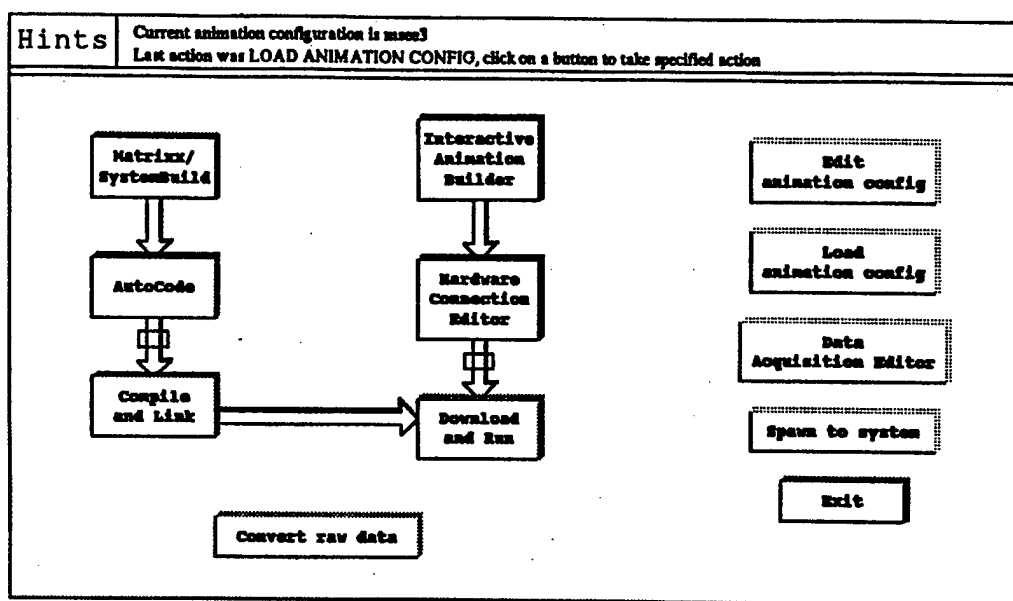 Hints
Current animation configuration is msee3
Last action was LOAD ANIMATION CONFIG, click on a button to take specified action
Matrixx/
SystemBuild
Interactive
Animation
Builder
Edit
animation config
AutoCode
Hardware
Connection
Editor
Load
animation config
Data
Acquisition Editor
Compile
and Link
Download
and Run
Spawn to system
Exit
Convert raw data